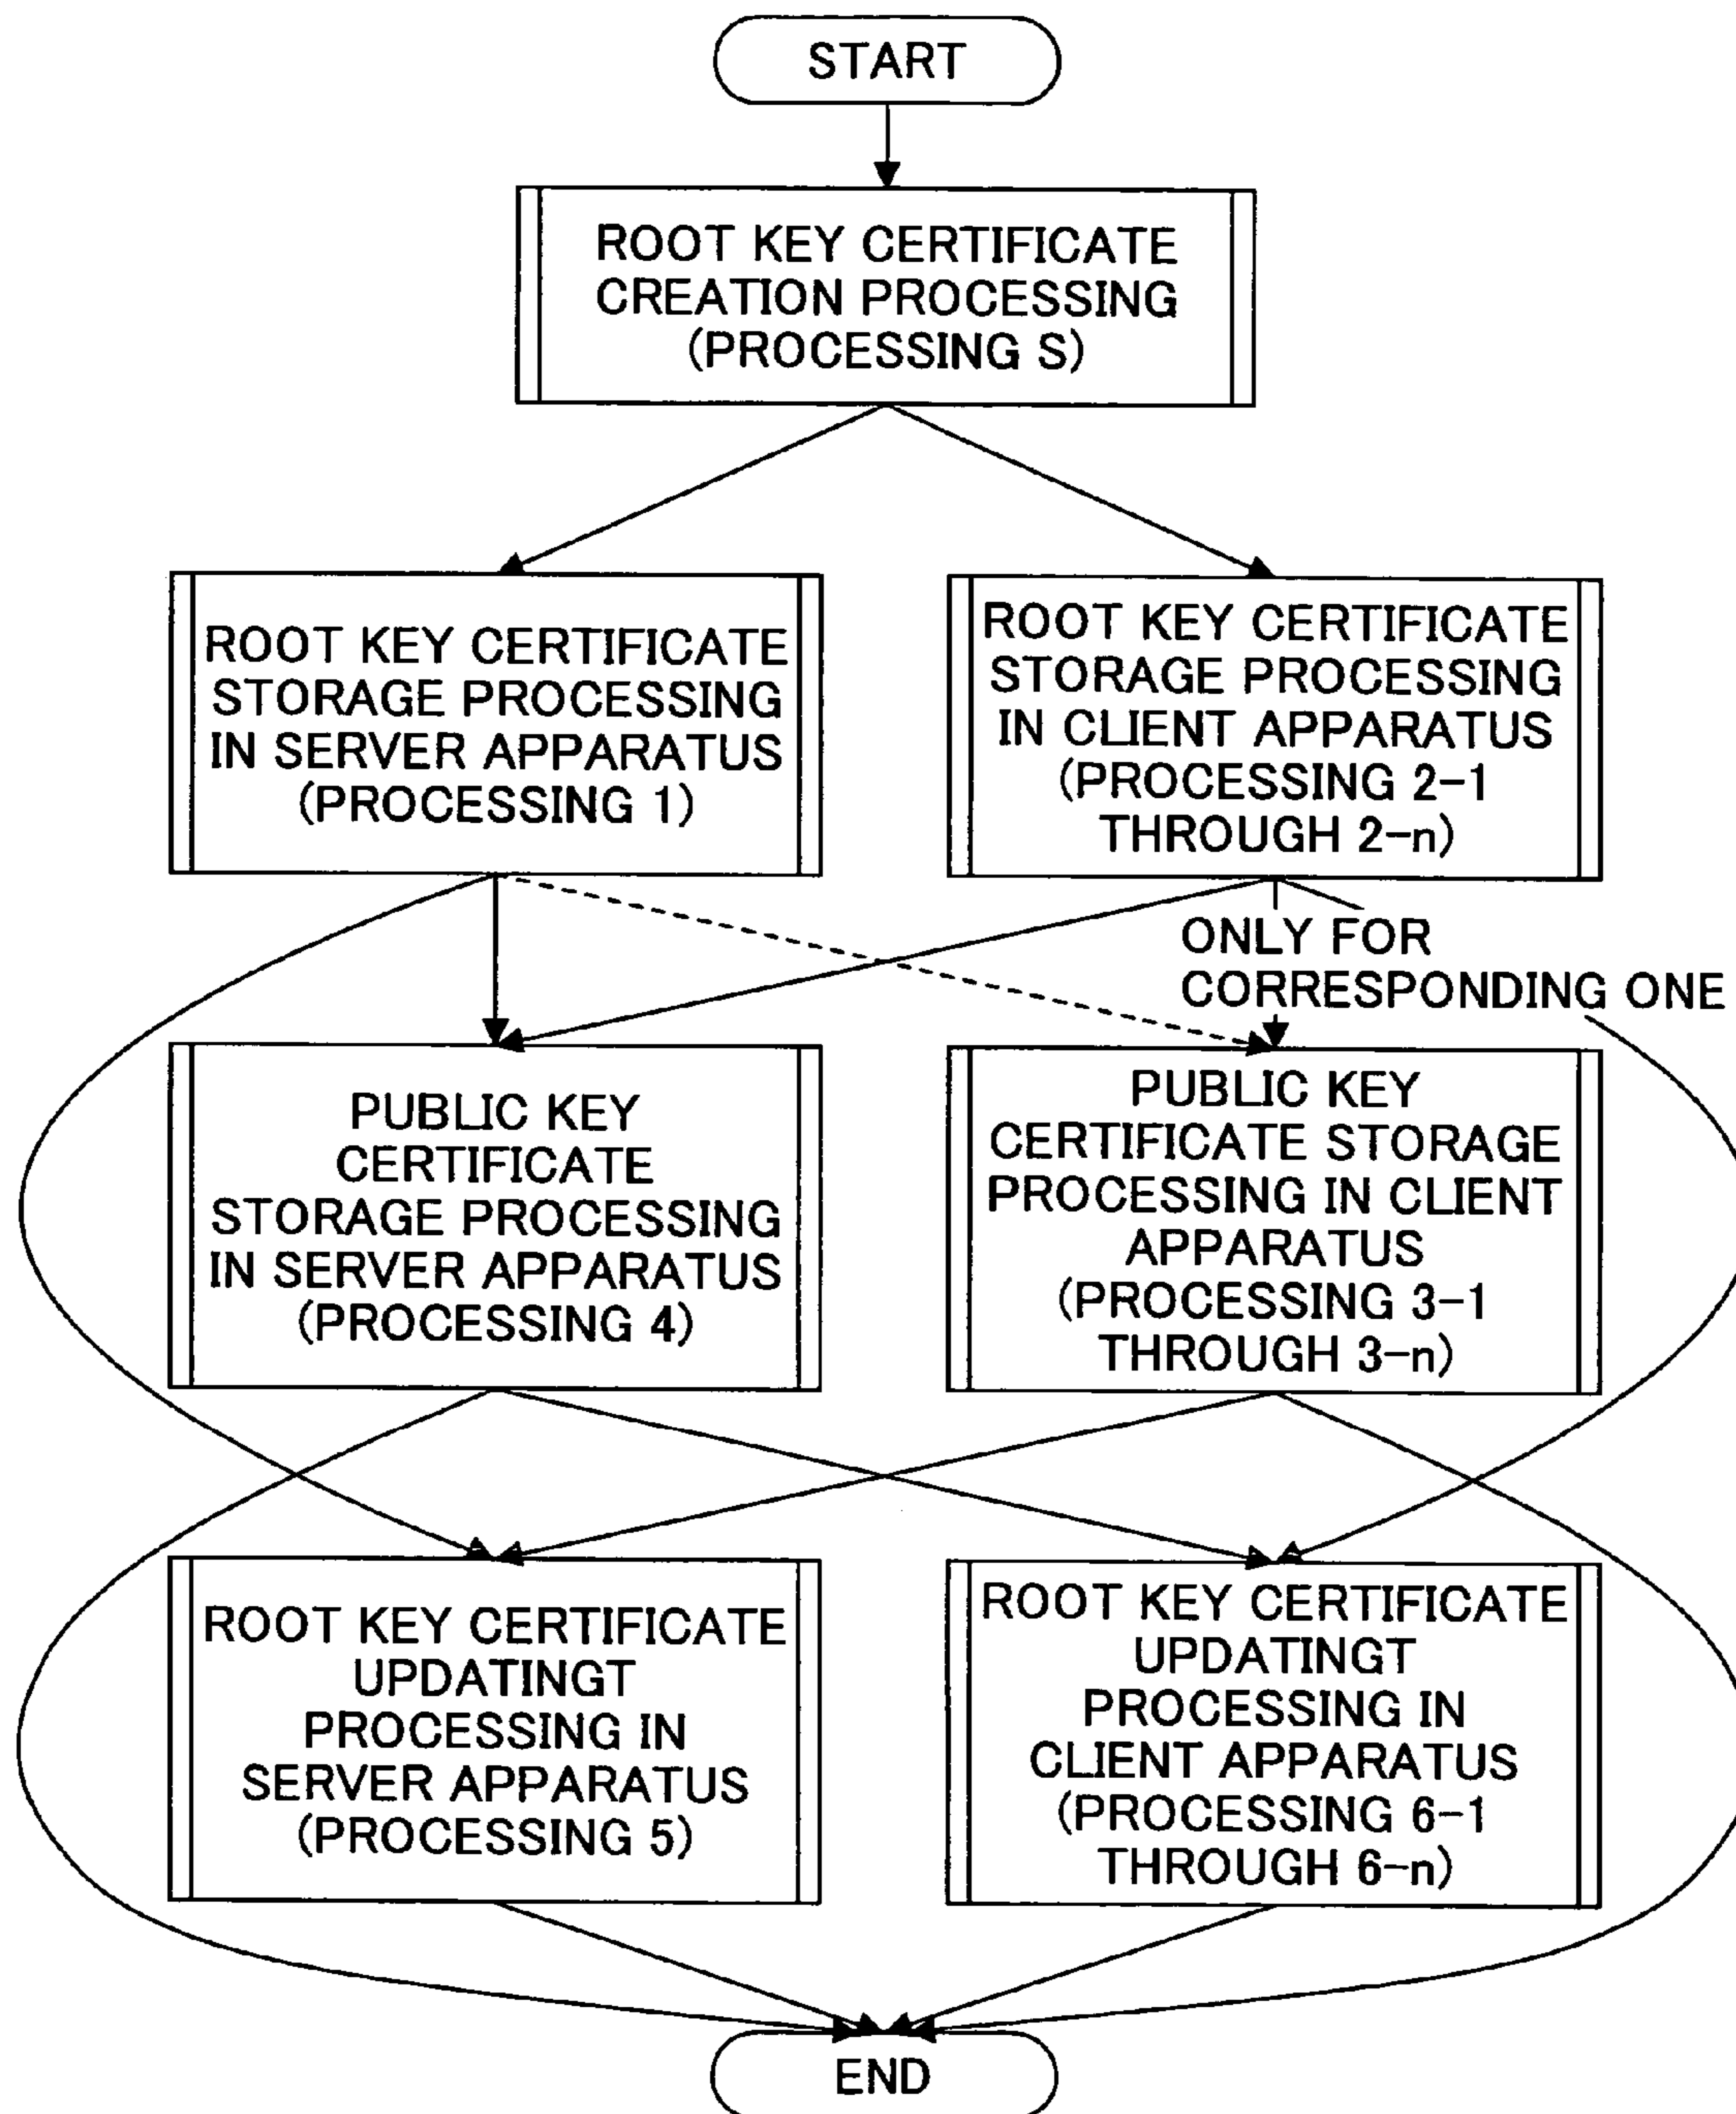 START
ROOT KEY CERTIFICATE
CREATION PROCESSING
(PROCESSING S)
ROOT KEY CERTIFICATE
STORAGE PROCESSING
IN SERVER APPARATUS
(PROCESSING 1)
ROOT KEY CERTIFICATE
STORAGE PROCESSING
IN CLIENT APPARATUS
(PROCESSING 2-1
THROUGH 2-n)
ONLY FOR
CORRESPONDING ONE
PUBLIC KEY
CERTIFICATE
STORAGE PROCESSING
IN SERVER APPARATUS
(PROCESSING 4)
PUBLIC KEY
CERTIFICATE STORAGE
PROCESSING IN CLIENT
APPARATUS
(PROCESSING 3-1
THROUGH 3-n)
ROOT KEY CERTIFICATE
UPDATINGT
PROCESSING IN
SERVER APPARATUS
(PROCESSING 5)
ROOT KEY CERTIFICATE
UPDATINGT
PROCESSING IN
CLIENT APPARATUS
(PROCESSING 6-1
THROUGH 6-n)
END